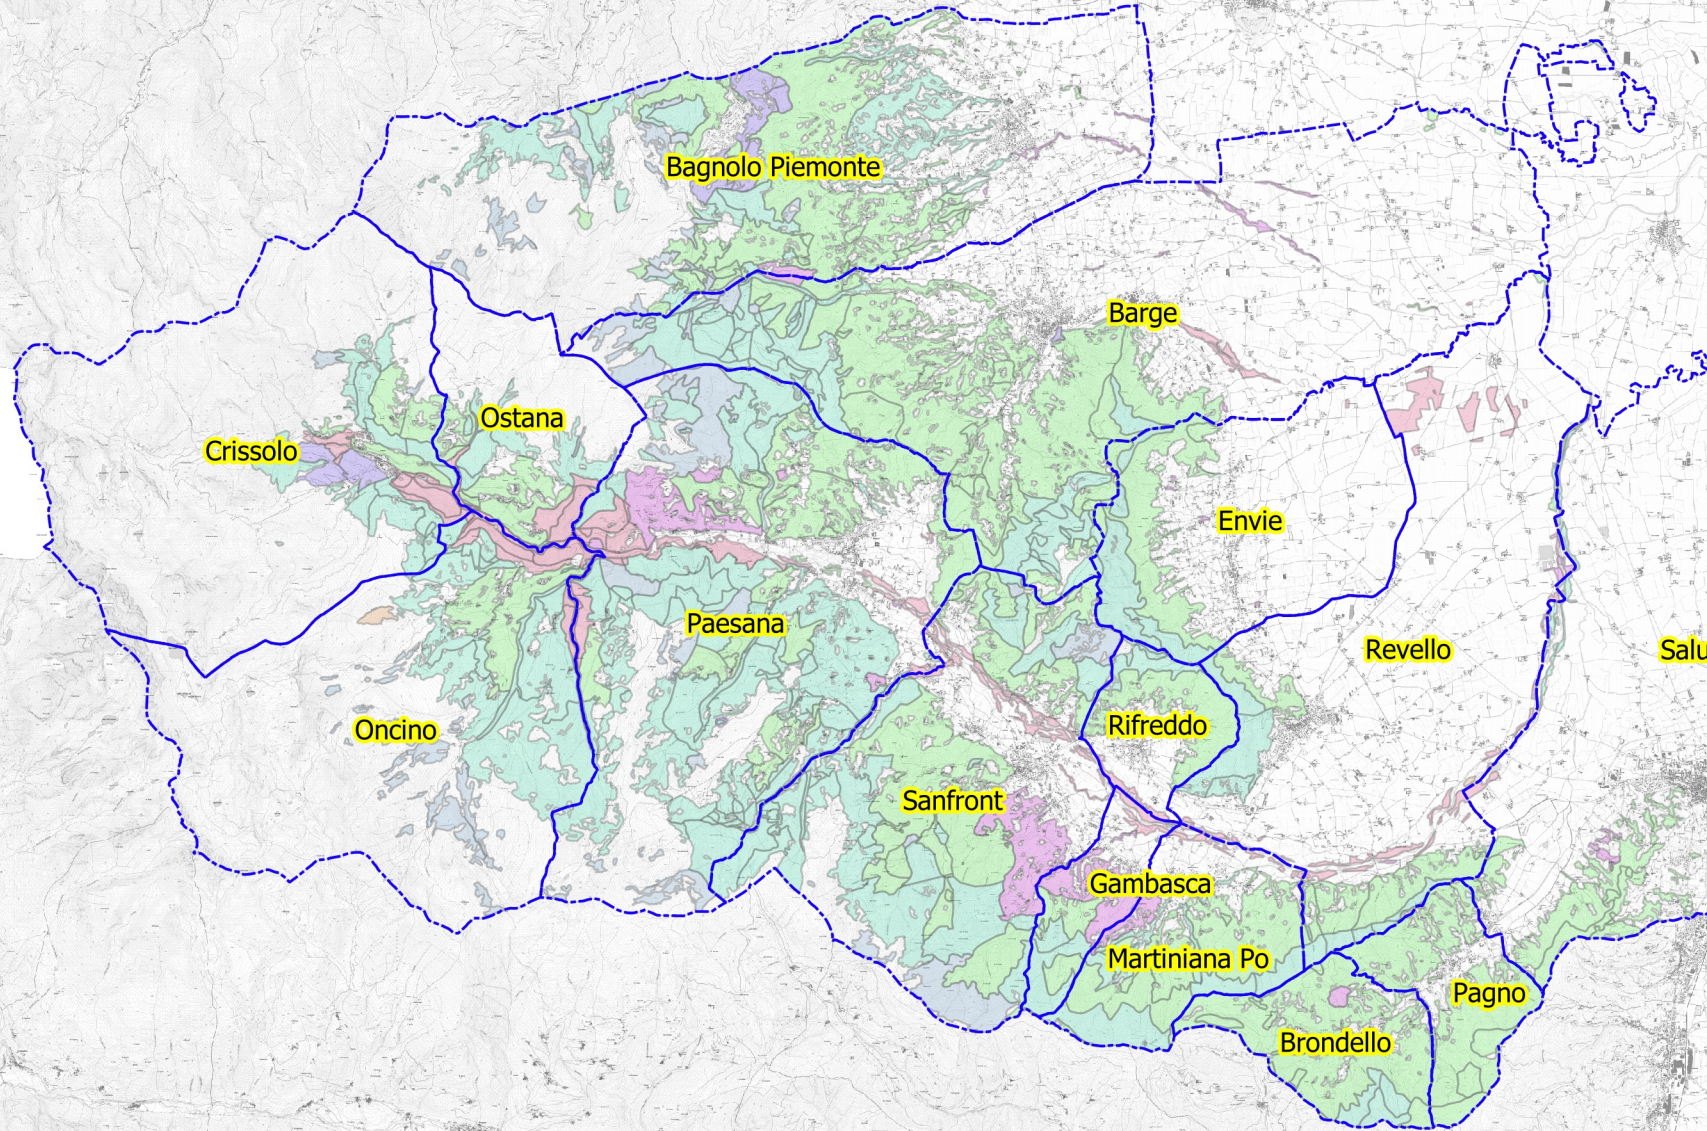 Bagnolo Piemonte
Barge
Ostana
Crissolo
Envie
Paesana
Revello
Salu
Oncino
Rifreddo
Sanfront
Gambasca
Martiniana Po
Pagno
Brondello